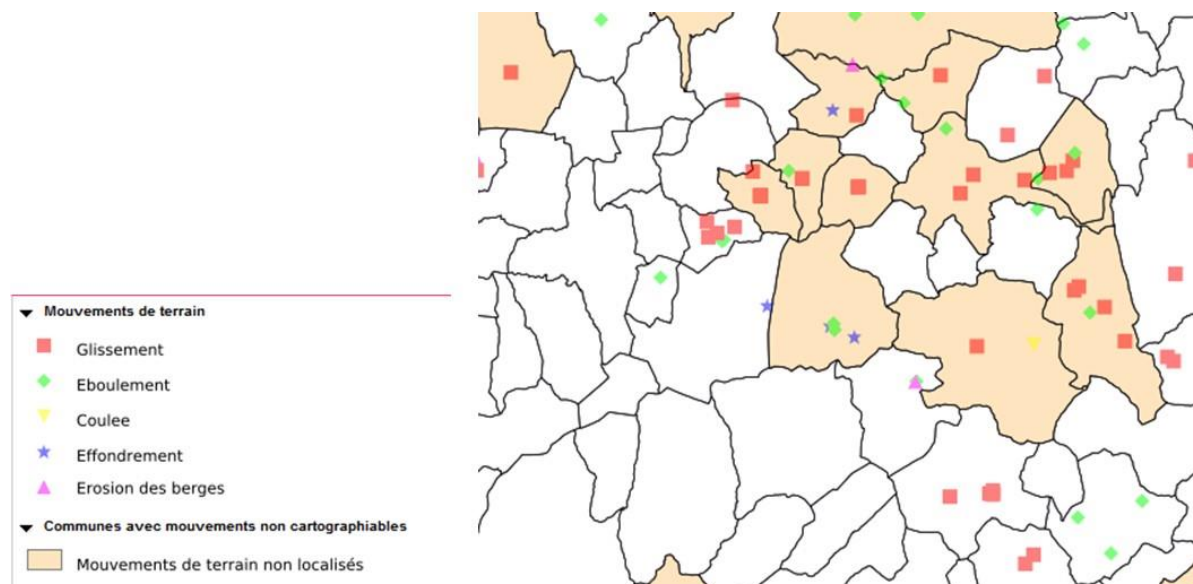 Mouvements de terrain
Glissement
Eboulement
Coulee
Effondrement
Erosion des berges
Communes avec mouvements non cartographiables
Mouvements de terrain non localisés